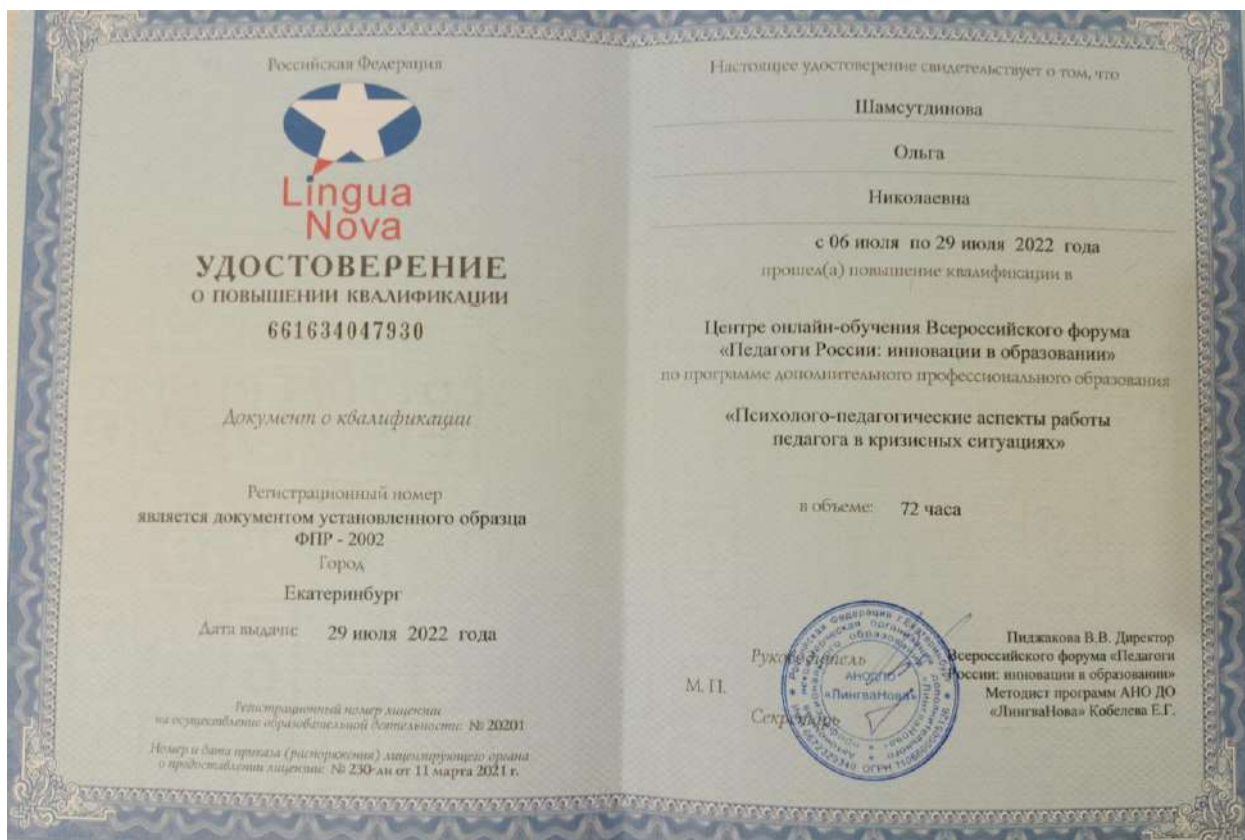 Российская Федерация
Lingua
Nova
УДОСТОВЕРЕНИЕ
О ПОВЫШЕНИИ КВАЛИФИКАЦИИ
661634047930
Документ о квалификации
Регистрационный номер
является документом установленного образца
ФПР - 2002
Город
Екатеринбург
Дата выдачи: 29 июля 2022 года
Регистрационный номер лицензии
на осуществление образовательной деятельности: № 20201
Номер и дата приказа (распоряжения) лицензирующего органа
о предоставлении лицензии: № 230-ли от 11 марта 2021 г.
Настоящее удостоверение свидетельствует о том, что
Шамсутдинова
Ольга
Николаевна
с 06 июля по 29 июля 2022 года
прошел(а) повышение квалификации в
Центре онлайн-обучения Всероссийского форума
«Педагоги России: инновации в образовании»
по программе дополнительного профессионального образования
«Психолого-педагогические аспекты работы
педагога в кризисных ситуациях»
в объеме: 72 часа
Руководитель
М. П.
Секретарь
Пиджакова В.В. Директор
Всероссийского форума «Педагоги
России: инновации в образовании»
Методист программ АНО ДО
«ЛингваНова» Кобелева Е.Г.
АНОДПО
«ЛингваНова»